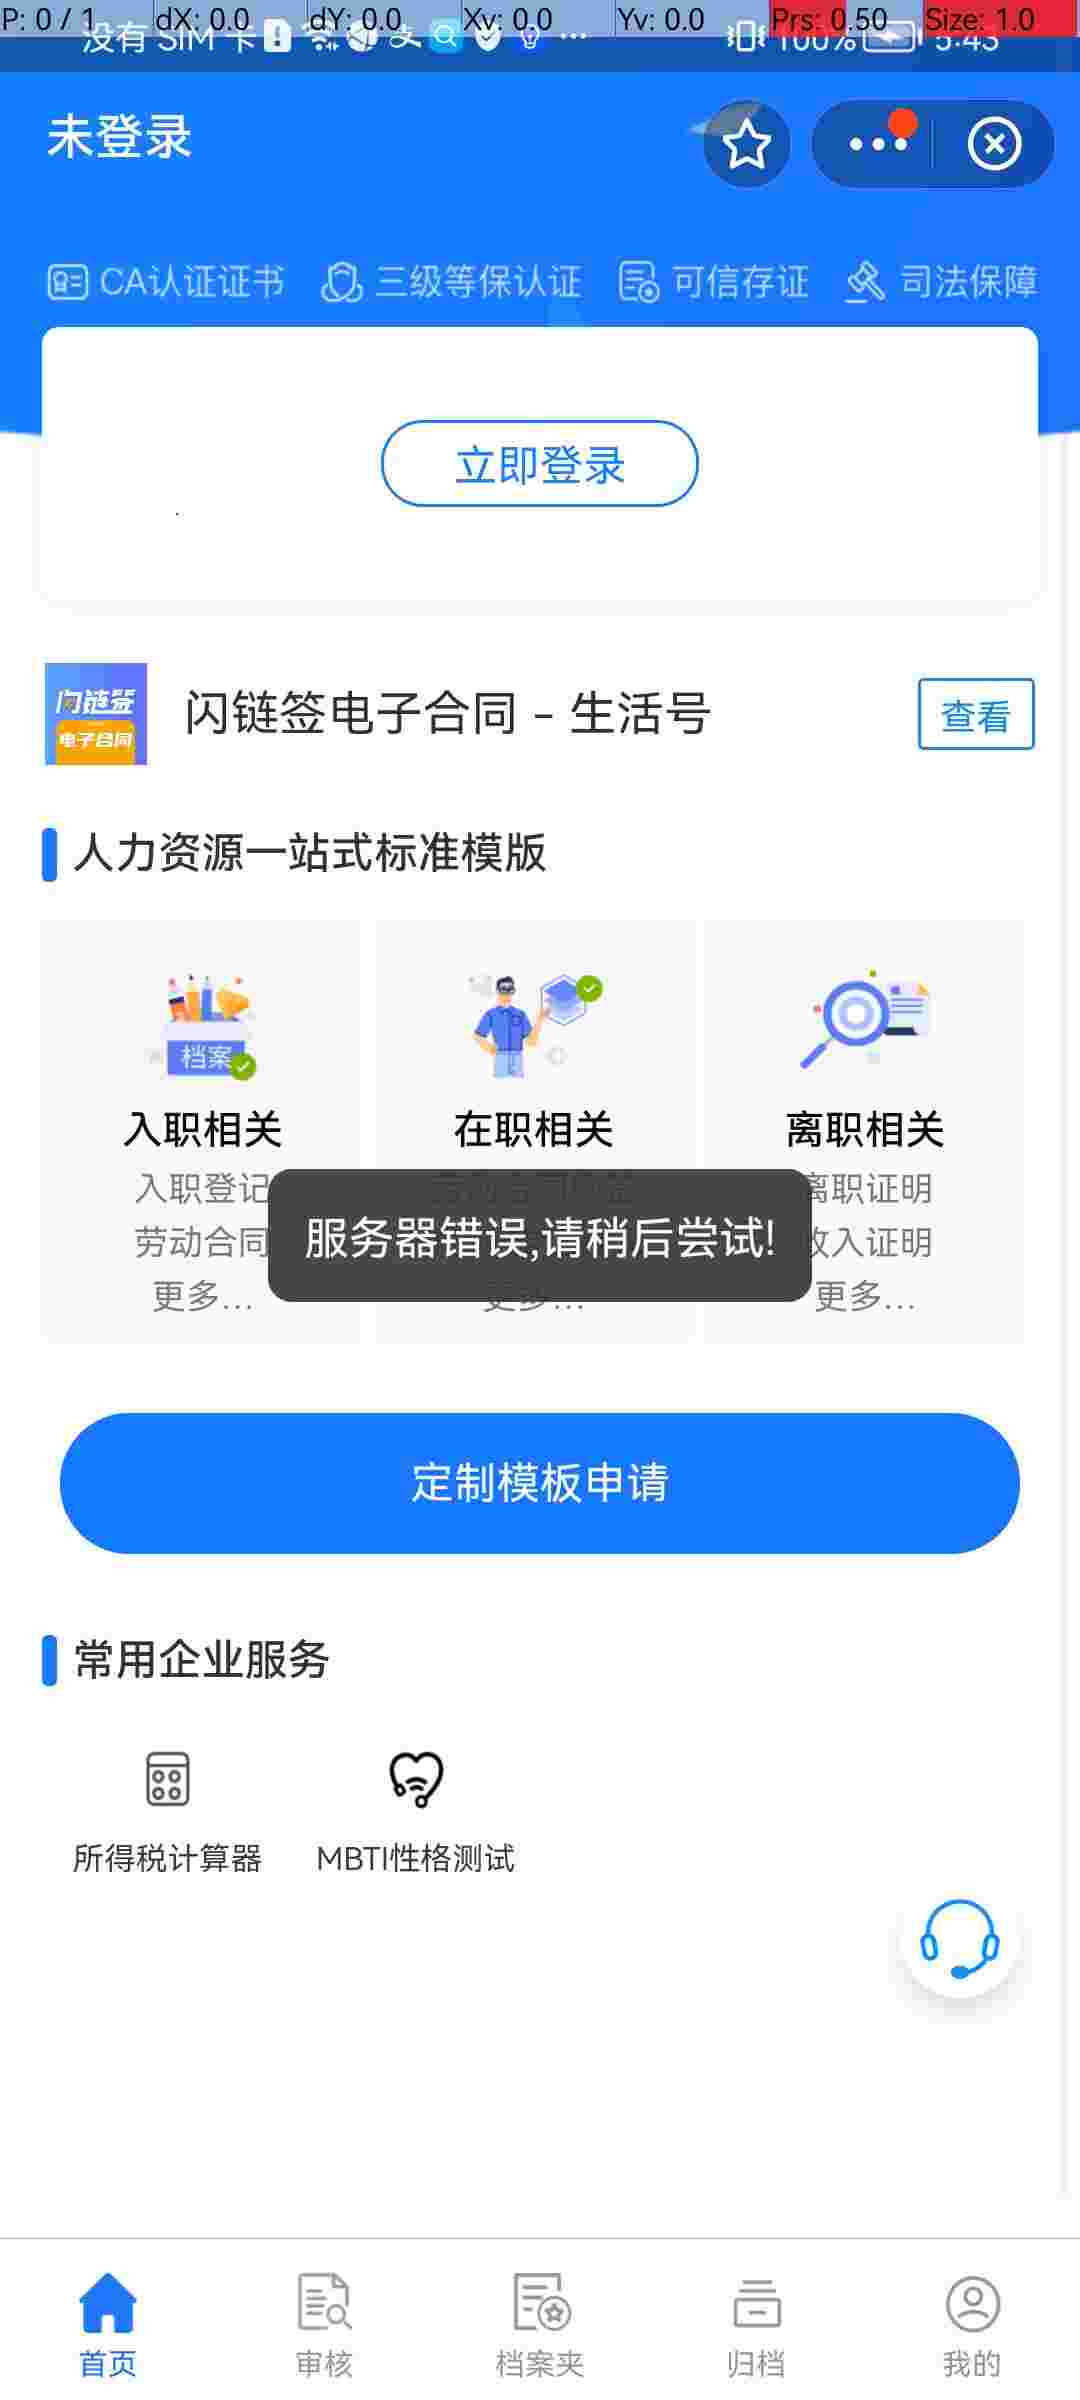 P: 0 / 1 dX: 0.0 dY: 0.0 Xv: 0.0 Yv: 0.0 Prs: 0.50 Size: 1.0
没有 SIM 卡 100% 5:43
未登录
CA认证证书 三级等保认证 可信存证 司法保障
立即登录
闪链签
电子合同
闪链签电子合同 - 生活号
查看
人力资源一站式标准模版
档案
入职相关 在职相关 离职相关
入职登记 离职证明
劳动合同 收入证明
更多... 更多... 更多...
服务器错误,请稍后尝试!
定制模板申请
常用企业服务
所得税计算器 MBTI性格测试
首页 审核 档案夹 归档 我的